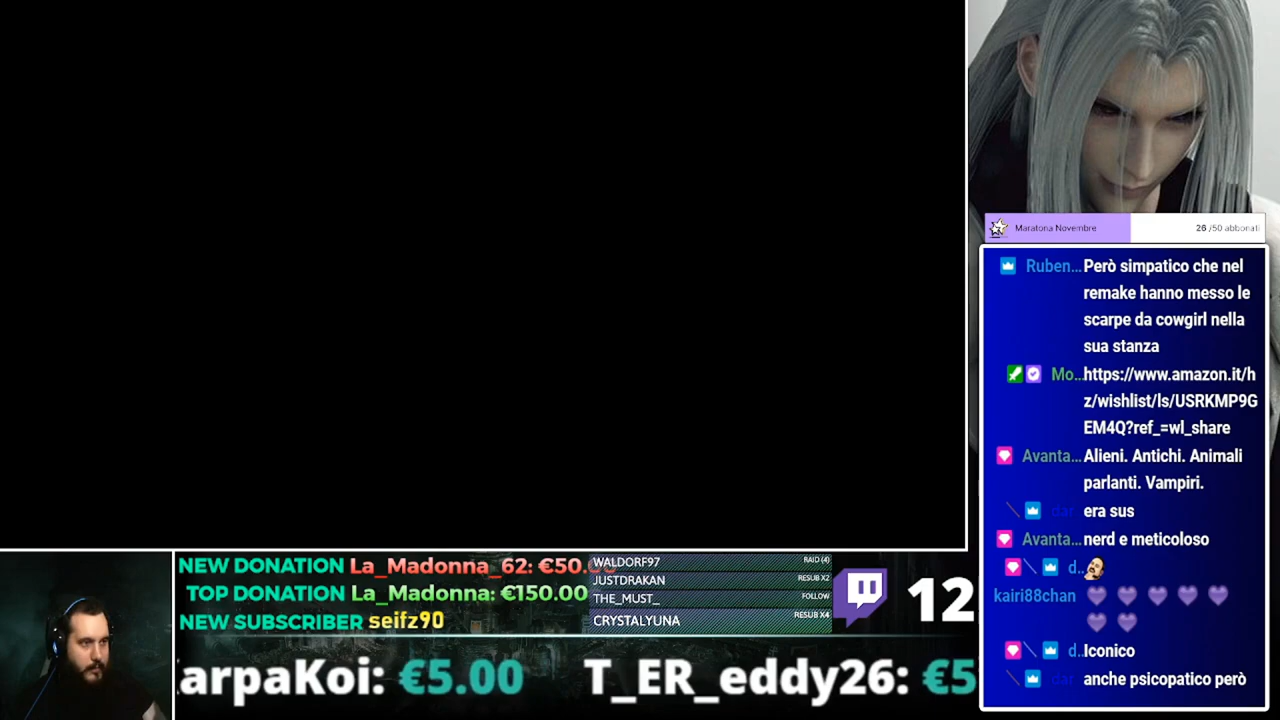 Maratona Novembre 26 /50 abbonati
Ruben... Però simpatico che nel
remake hanno messo le
scarpe da cowgirl nella
sua stanza
Mo... https://www.amazon.it/h
z/wishlist/ls/USRKMP9G
EM4Q?ref_=wl_share
Avanta... Alieni. Antichi. Animali
parlanti. Vampiri.
dar era sus
Avanta... nerd e meticoloso
d..
kairi88chan
d.. Iconico
dar anche psicopatico però
NEW DONATION La_Madonna_62: €50.00
TOP DONATION La_Madonna: €150.00
NEW SUBSCRIBER seifz90
WALDORF97 RAID (4)
JUSTDRAKAN RESUB X2
THE_MUST_ FOLLOW
CRYSTALYUNA RESUB X4
12
arpaKoi: €5.00 T_ER_eddy26: €5